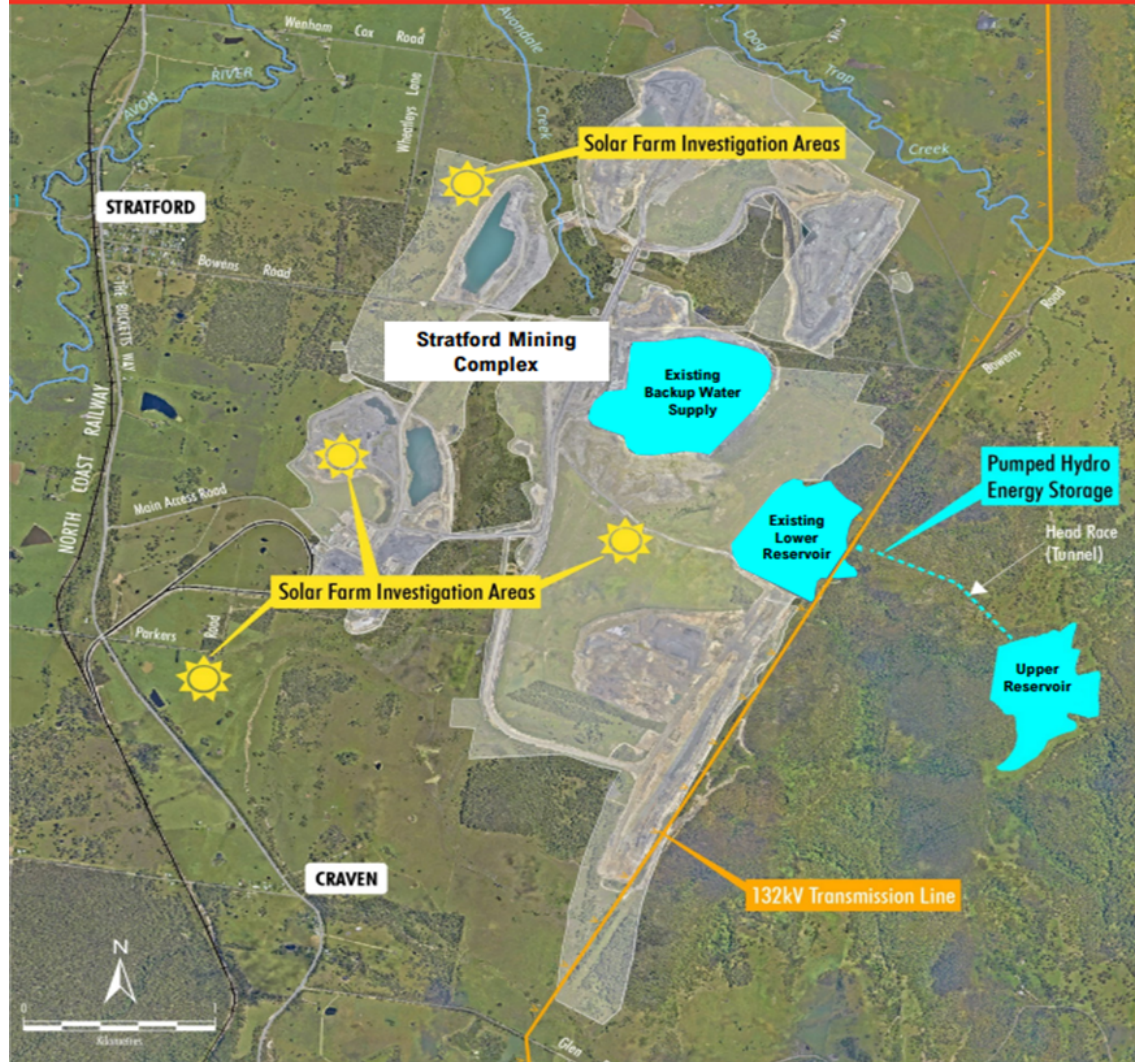 Wenham Cox Road
AVON RIVER
Wheatleys Lane
Avondale Creek
Dog Trap Creek
Solar Farm Investigation Areas
STRATFORD
Bowens Road
THE BUCKETTS WAY
Stratford Mining
Complex
Existing
Backup Water
Supply
Bowens Road
NORTH COAST RAILWAY
Main Access Road
Pumped Hydro
Energy Storage
Existing
Lower
Reservoir
Head Race
(Tunnel)
Solar Farm Investigation Areas
Parkers Road
Upper
Reservoir
CRAVEN
132kV Transmission Line
N
0
1
Kilometres
Glen